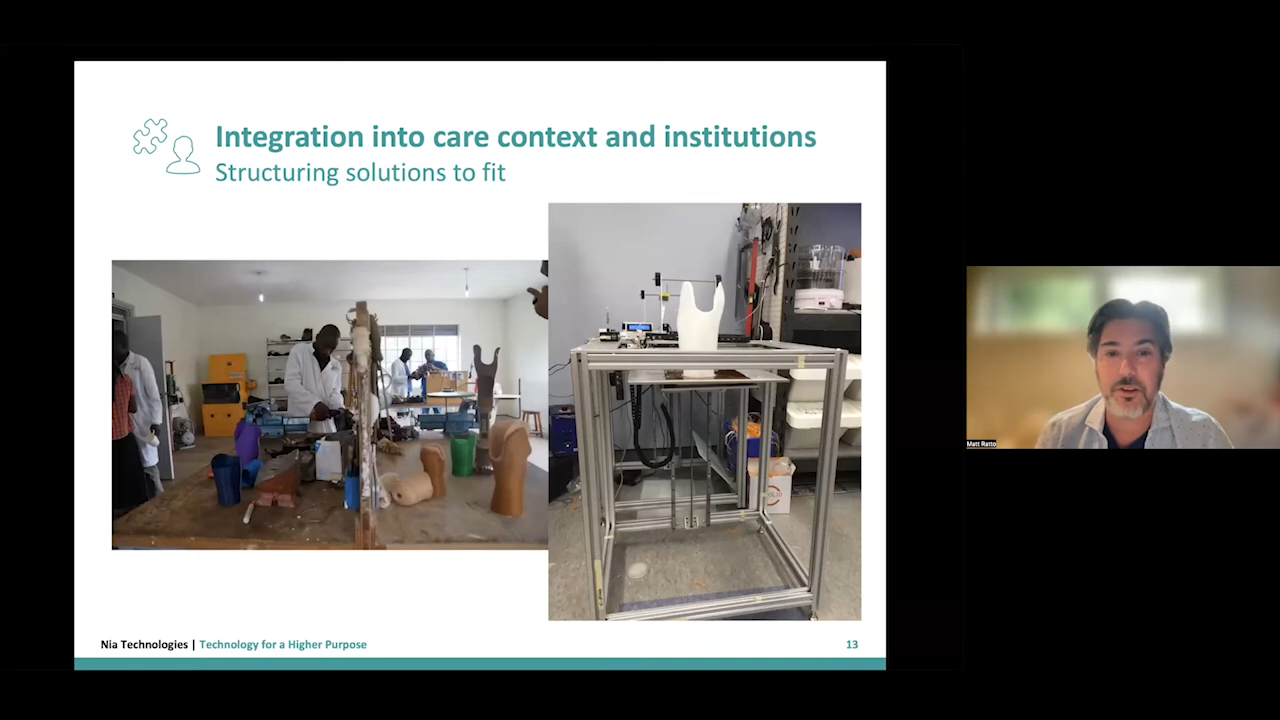 Integration into care context and institutions
Structuring solutions to fit
Nia Technologies | Technology for a Higher Purpose
13
Matt Ratto